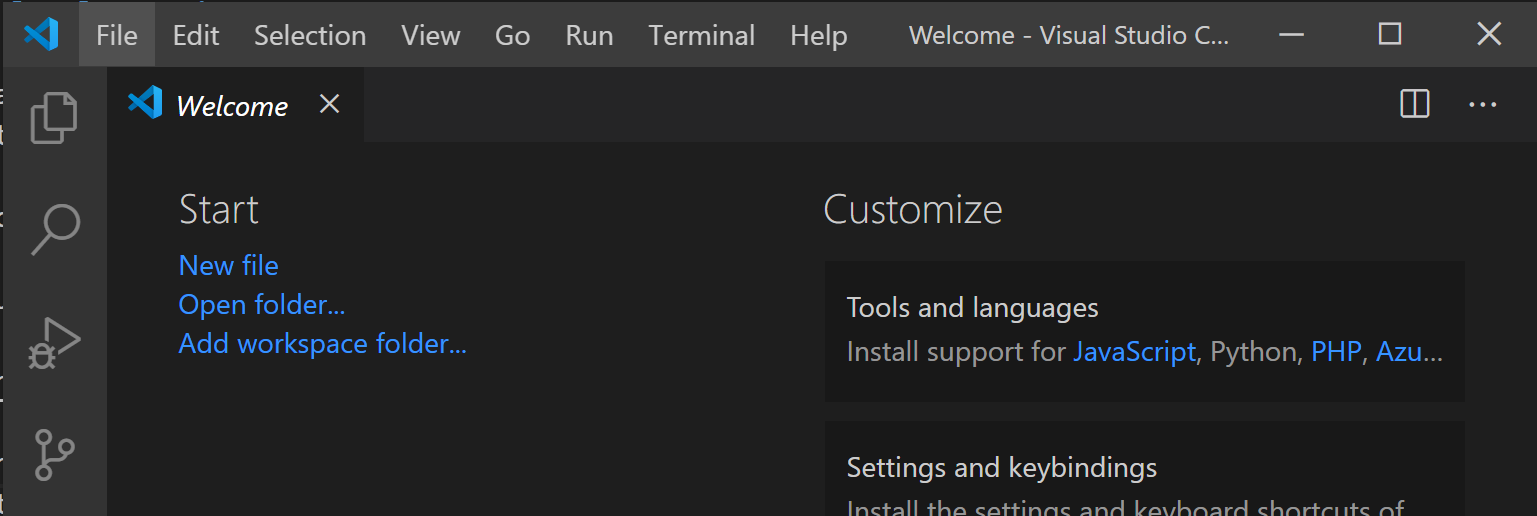 File Edit Selection View Go Run Terminal Help Welcome - Visual Studio C...
Welcome
Start
New file
Open folder...
Add workspace folder...
Customize
Tools and languages
Install support for JavaScript, Python, PHP, Azu...
Settings and keybindings
Install the settings and keyboard shortcuts of